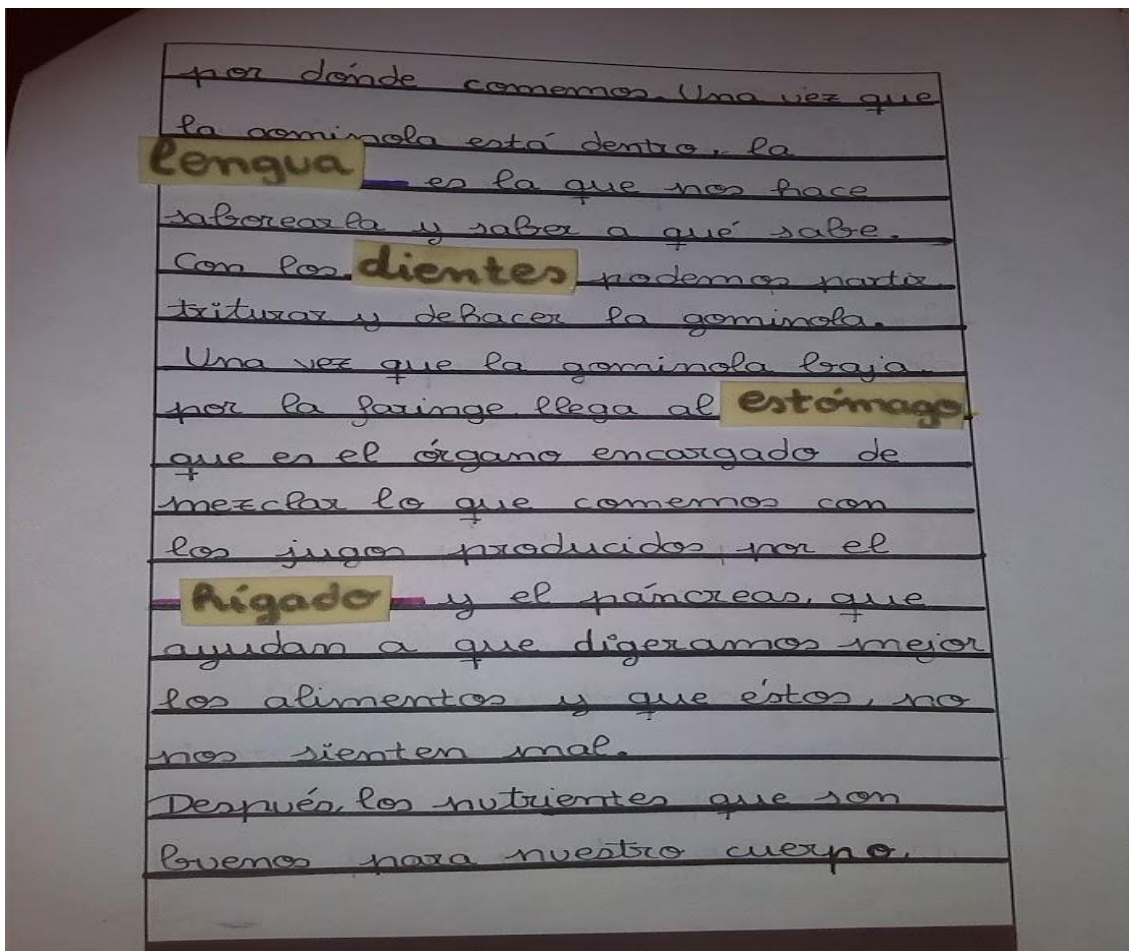 por dónde comemos. Una vez que
la gominola está dentro, la
lengua es la que nos hace
saborearla y saber a qué sabe.
Con los dientes podemos partir
triturar y dehacer la gominola.
Una vez que la gominola baja
por la faringe llega al estómago
que es el órgano encargado de
mezclar lo que comemos con
los jugos producidos por el
hígado y el páncreas, que
ayudan a que digeramos mejor
los alimentos y que éstos, no
nos sienten mal.
Después, los nutrientes que son
buenos para nuestro cuerpo,